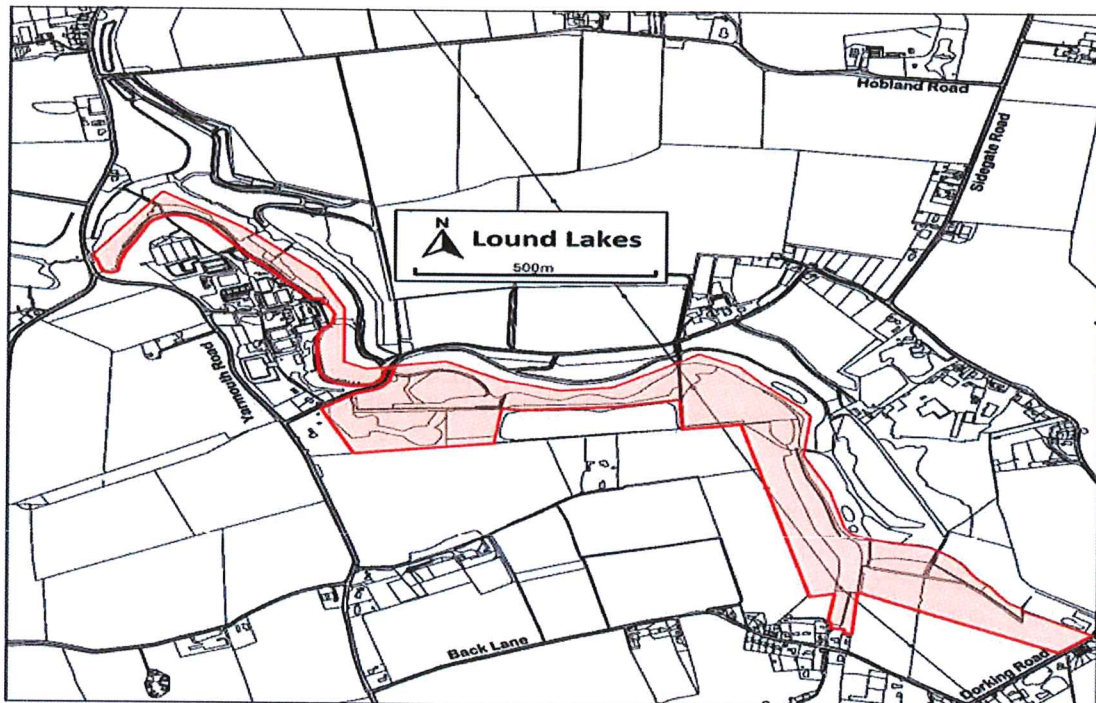 Hobland Road
Sidegate Road
N
Lound Lakes
500m
Yarmouth Road
Back Lane
Dorking Road